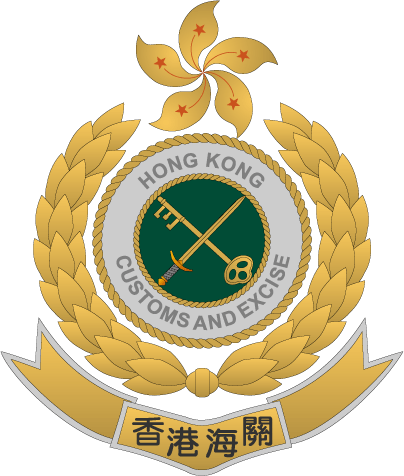 HONG KONG
CUSTOMS AND EXCISE
香港海關